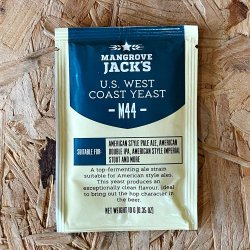 MANGROVE
JACK'S
U.S. WEST
COAST YEAST
M44
SUITABLE FOR:
AMERICAN STYLE PALE ALE, AMERICAN
DOUBLE IPA, AMERICAN STYLE IMPERIAL
STOUT AND MORE
A top-fermenting ale strain
suitable for American style ales.
This yeast produces an
exceptionally clean flavour, ideal
to bring out the hop character in
the beer.
NET WEIGHT 10 G (0.35 OZ)